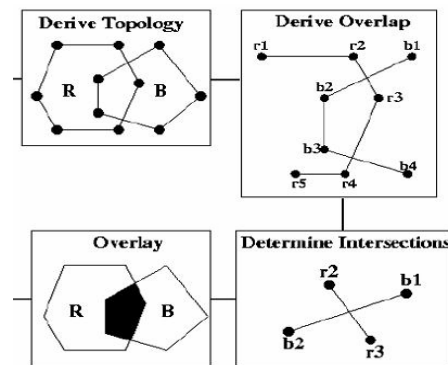 Derive Topology
R B
Derive Overlap
r1 r2 b1
b2 r3
b3
r5 r4 b4
Overlay
R B
Determine Intersections
r2 b1
b2 r3